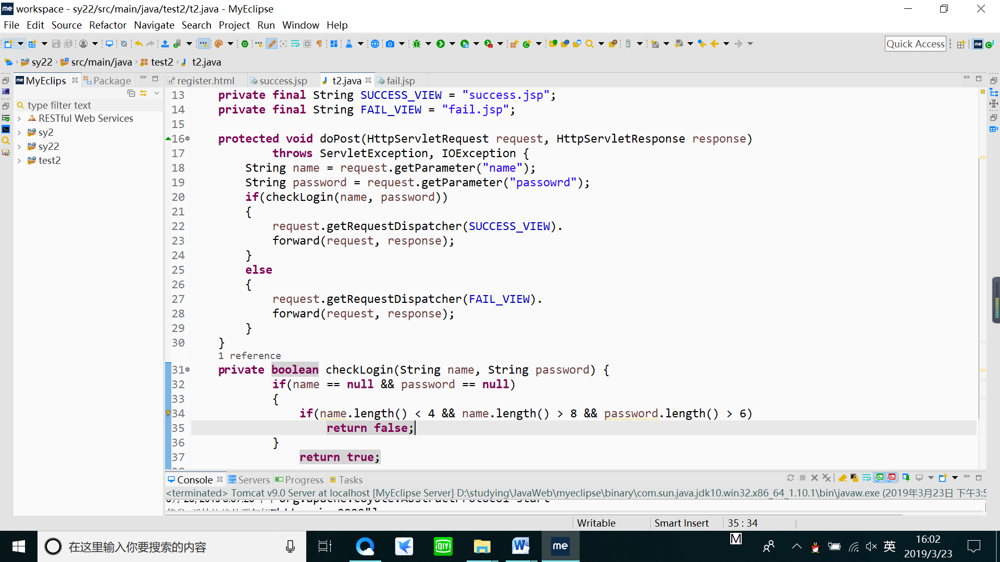 workspace - sy22/src/main/java/test2/t2.java - MyEclipse
File Edit Source Refactor Navigate Search Project Run Window Help
Quick Access
sy22 src/main/java test2 t2.java
MyEclips Package
register.html success.jsp t2.java fail.jsp
type filter text
RESTful Web Services
sy2
sy22
test2
13 private final String SUCCESS_VIEW = "success.jsp";
14 private final String FAIL_VIEW = "fail.jsp";
15
16 protected void doPost(HttpServletRequest request, HttpServletResponse response)
17 throws ServletException, IOException {
18 String name = request.getParameter("name");
19 String password = request.getParameter("passowrd");
20 if(checkLogin(name, password))
21 {
22 request.getRequestDispatcher(SUCCESS_VIEW).
23 forward(request, response);
24 }
25 else
26 {
27 request.getRequestDispatcher(FAIL_VIEW).
28 forward(request, response);
29 }
30 }
1 reference
31 private boolean checkLogin(String name, String password) {
32 if(name == null && password == null)
33 {
34 if(name.length() < 4 && name.length() > 8 && password.length() > 6)
35 return false;
36 }
37 return true;
Console Servers Progress Tasks
<terminated> Tomcat v9.0 Server at localhost [MyEclipse Server] D:\studying\JavaWeb\myeclipse\binary\com.sun.java.jdk10.win32.x86_64_1.10.1\bin\javaw.exe (2019年3月23日 下午3:5
Writable Smart Insert 35 : 34
在这里输入你要搜索的内容
iQIY
me
M
英
16:02
2019/3/23